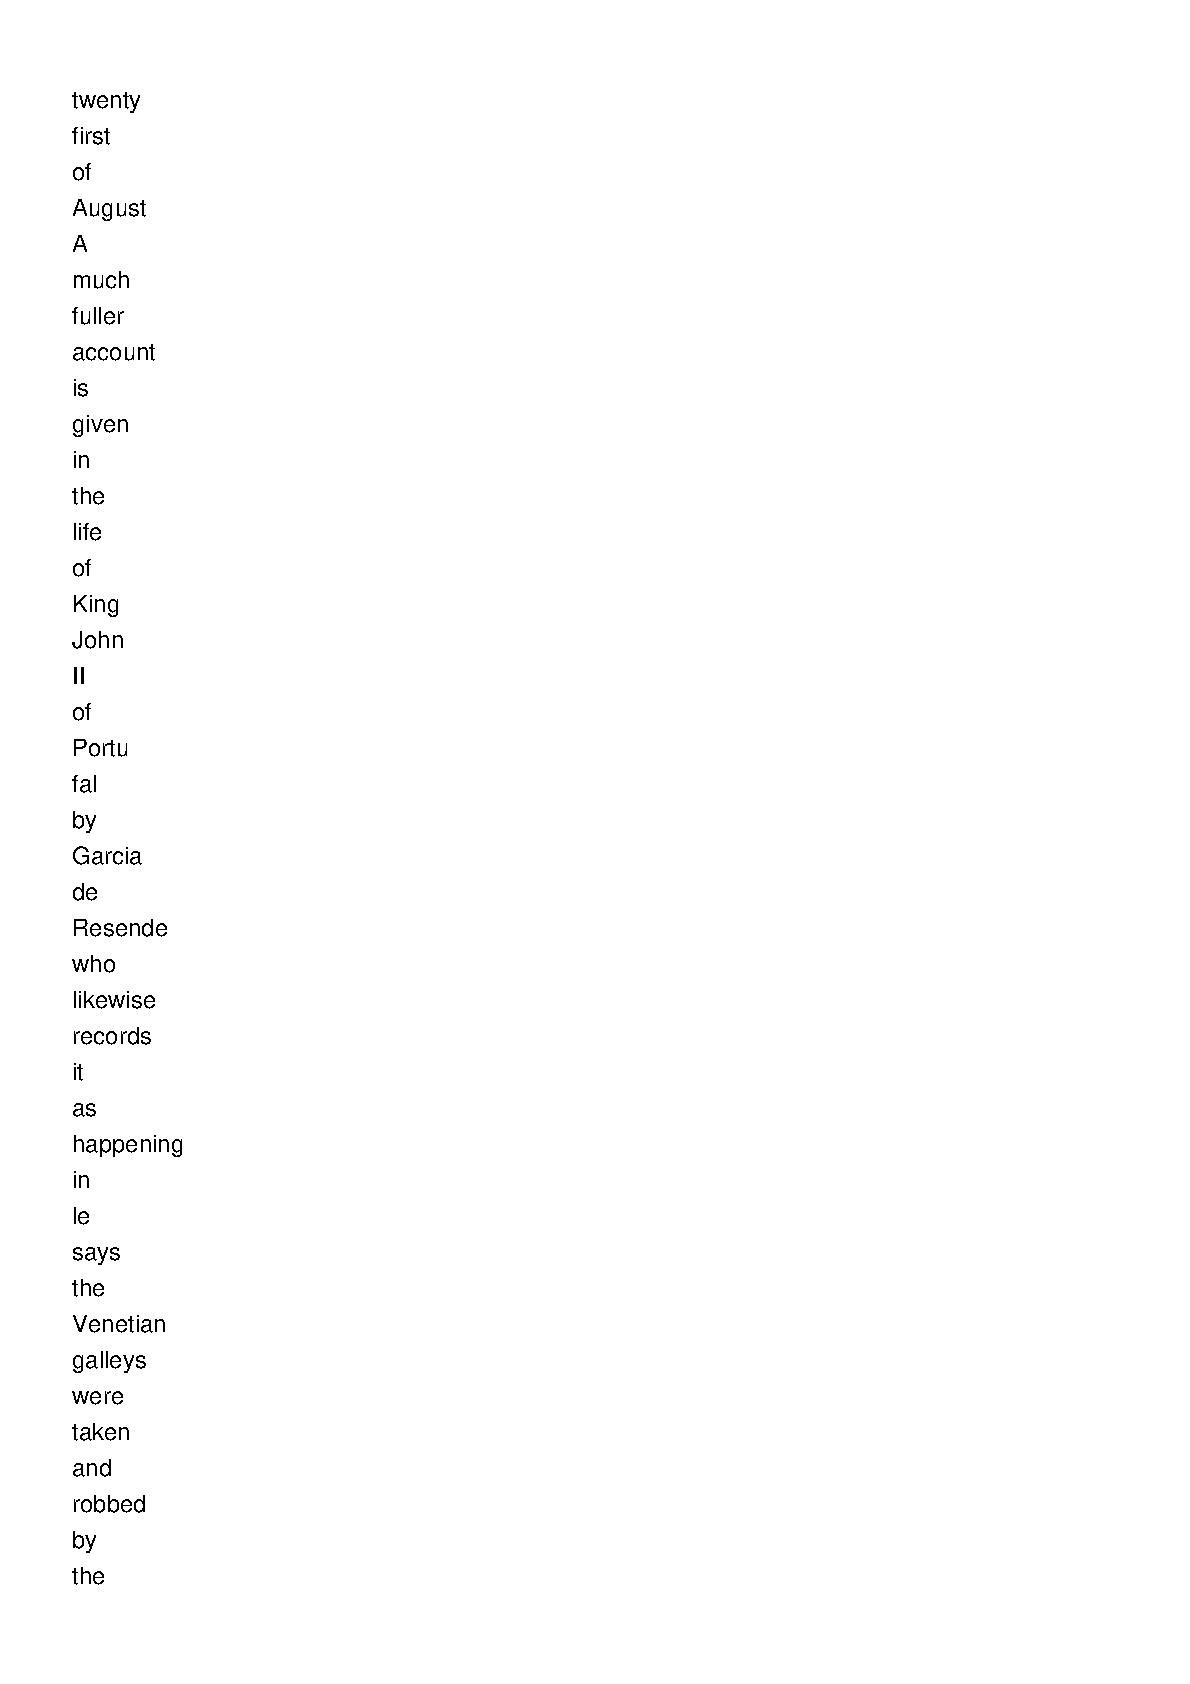 twenty
first
of
August
A
much
fuller
account
is
given
in
the
life
of
King
John
II
of
Portu
fal
by
Garcia
de
Resende
who
likewise
records
it
as
happening
in
le
says
the
Venetian
galleys
were
taken
and
robbed
by
the